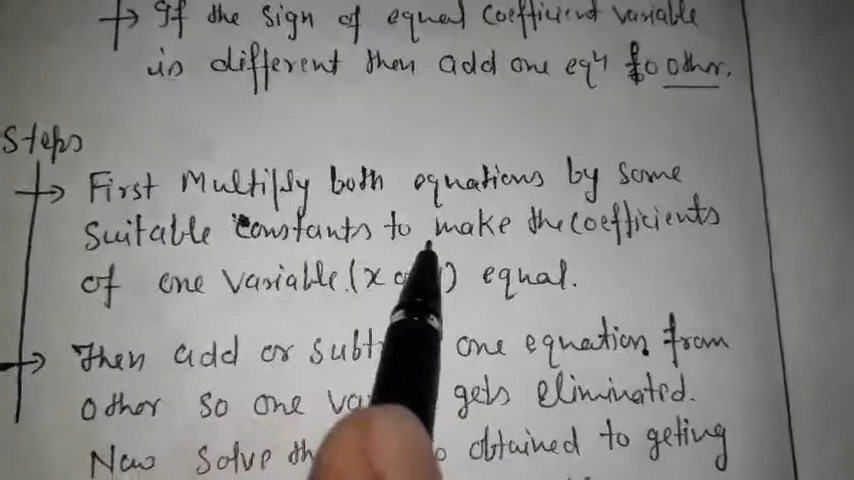 If the sign of equal coefficient variable
is different then add one eqn to other.
Steps
First Multiply both equations by some
suitable constants to make the coefficients
of one variable (x o ) equal.
Then add or subt one equation from
other so one va gets eliminated.
Now solve th obtained to geting